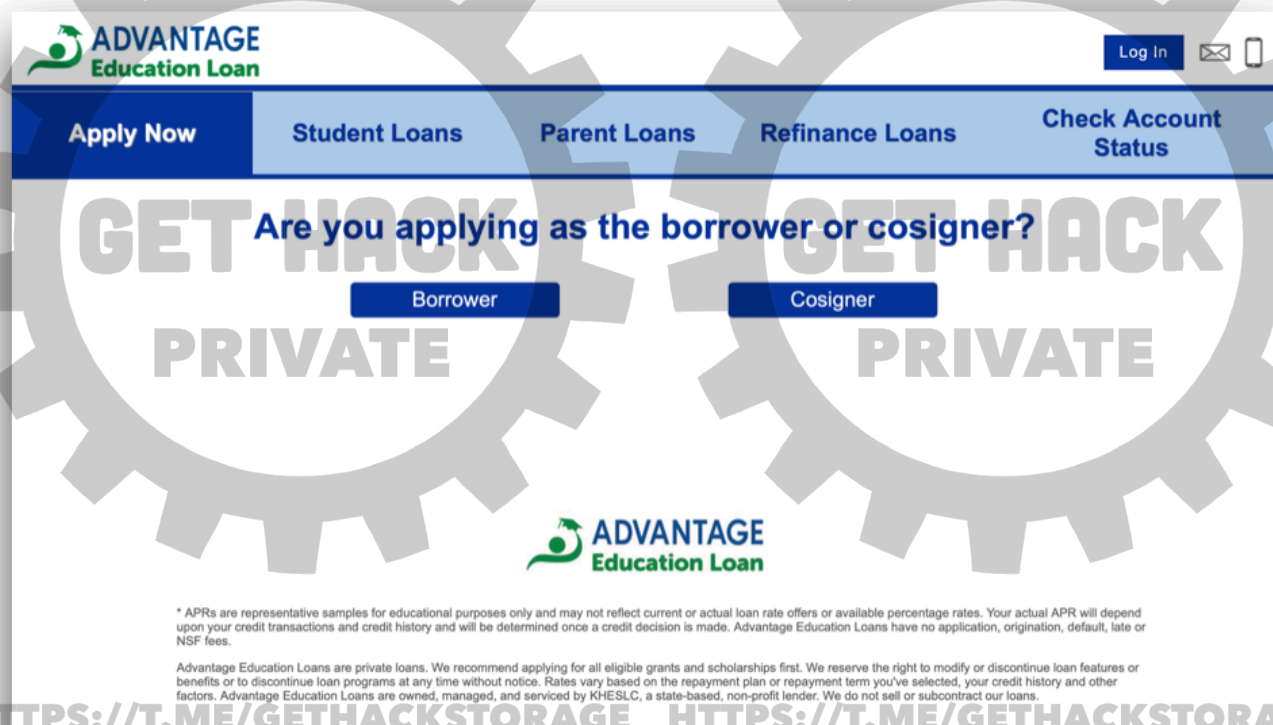 ADVANTAGE
Education Loan
Log In
Apply Now
Student Loans
Parent Loans
Refinance Loans
Check Account
Status
GET HACK
PRIVATE
GET HACK
PRIVATE
Are you applying as the borrower or cosigner?
Borrower
Cosigner
ADVANTAGE
Education Loan
* APRs are representative samples for educational purposes only and may not reflect current or actual loan rate offers or available percentage rates. Your actual APR will depend
upon your credit transactions and credit history and will be determined once a credit decision is made. Advantage Education Loans have no application, origination, default, late or
NSF fees.
Advantage Education Loans are private loans. We recommend applying for all eligible grants and scholarships first. We reserve the right to modify or discontinue loan features or
benefits or to discontinue loan programs at any time without notice. Rates vary based on the repayment plan or repayment term you've selected, your credit history and other
factors. Advantage Education Loans are owned, managed, and serviced by KHESLC, a state-based, non-profit lender. We do not sell or subcontract our loans.
TTPS://T.ME/GETHACKSTORAGE HTTPS://T.ME/GETHACKSTORA